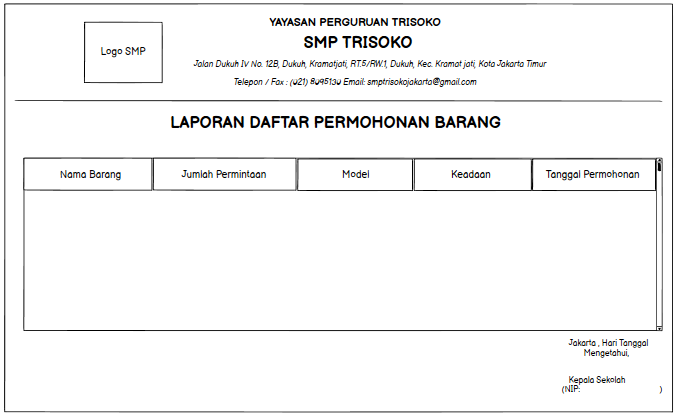 YAYASAN PERGURUAN TRISOKO
Logo SMP
SMP TRISOKO
Jalan Dukuh IV No. 12B, Dukuh, Kramatjati, RT.5/RW.1, Dukuh, Kec. Kramat jati, Kota Jakarta Timur
Telepon / Fax : (021) 8095130 Email: smptrisokojakarta@gmail.com
LAPORAN DAFTAR PERMOHONAN BARANG
Nama Barang Jumlah Permintaan Model Keadaan Tanggal Permohonan
Jakarta , Hari Tanggal
Mengetahui,
Kepala Sekolah
(NIP: )